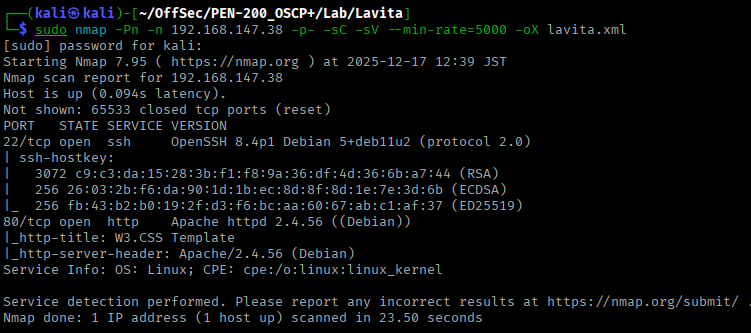 ┌──(kali㉿kali)-[~/OffSec/PEN-200_OSCP+/Lab/Lavita]
└─$ sudo nmap -Pn -n 192.168.147.38 -p- -sC -sV --min-rate=5000 -oX lavita.xml
[sudo] password for kali:
Starting Nmap 7.95 ( https://nmap.org ) at 2025-12-17 12:39 JST
Nmap scan report for 192.168.147.38
Host is up (0.094s latency).
Not shown: 65533 closed tcp ports (reset)
PORT   STATE SERVICE VERSION
22/tcp open  ssh     OpenSSH 8.4p1 Debian 5+deb11u2 (protocol 2.0)
| ssh-hostkey:
|   3072 c9:c3:da:15:28:3b:f1:f8:9a:36:df:4d:36:6b:a7:44 (RSA)
|   256 26:03:2b:f6:da:90:1d:1b:ec:8d:8f:8d:1e:7e:3d:6b (ECDSA)
|_  256 fb:43:b2:b0:19:2f:d3:f6:bc:aa:60:67:ab:c1:af:37 (ED25519)
80/tcp open  http    Apache httpd 2.4.56 ((Debian))
|_http-title: W3.CSS Template
|_http-server-header: Apache/2.4.56 (Debian)
Service Info: OS: Linux; CPE: cpe:/o:linux:linux_kernel

Service detection performed. Please report any incorrect results at https://nmap.org/submit/ .
Nmap done: 1 IP address (1 host up) scanned in 23.50 seconds